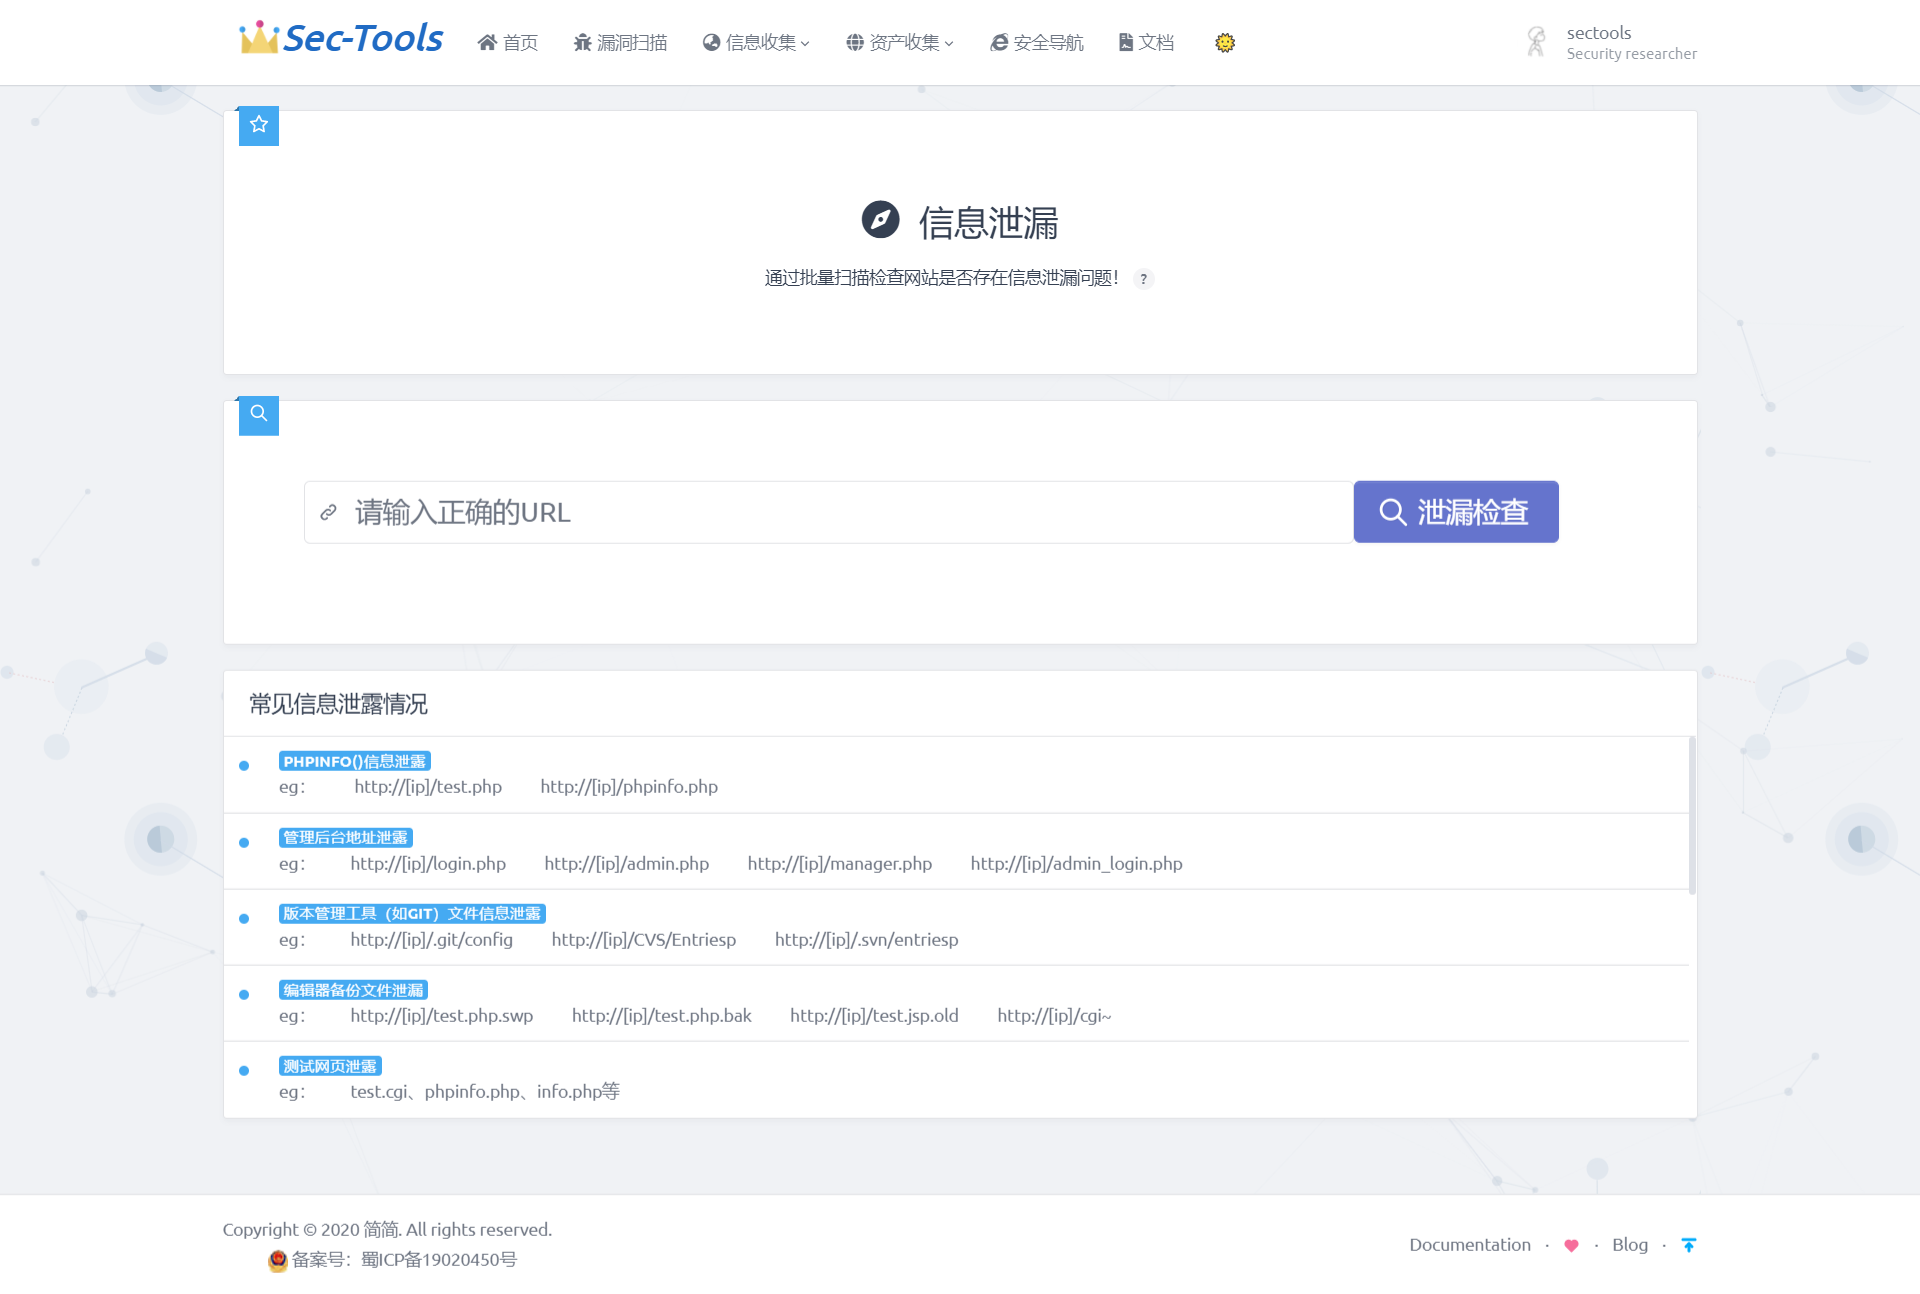 Sec-Tools 首页 漏洞扫描 信息收集 资产收集 安全导航 文档
sectools
Security researcher
信息泄漏
通过批量扫描检查网站是否存在信息泄漏问题！ ?
请输入正确的URL 泄漏检查
常见信息泄露情况
PHPINFO()信息泄露
eg： http://[ip]/test.php http://[ip]/phpinfo.php
管理后台地址泄露
eg： http://[ip]/login.php http://[ip]/admin.php http://[ip]/manager.php http://[ip]/admin_login.php
版本管理工具（如GIT）文件信息泄露
eg： http://[ip]/.git/config http://[ip]/CVS/Entriesp http://[ip]/.svn/entriesp
编辑器备份文件泄漏
eg： http://[ip]/test.php.swp http://[ip]/test.php.bak http://[ip]/test.jsp.old http://[ip]/cgi~
测试网页泄露
eg： test.cgi、phpinfo.php、info.php等
Copyright © 2020 简简. All rights reserved.
备案号：蜀ICP备19020450号
Documentation · · Blog ·